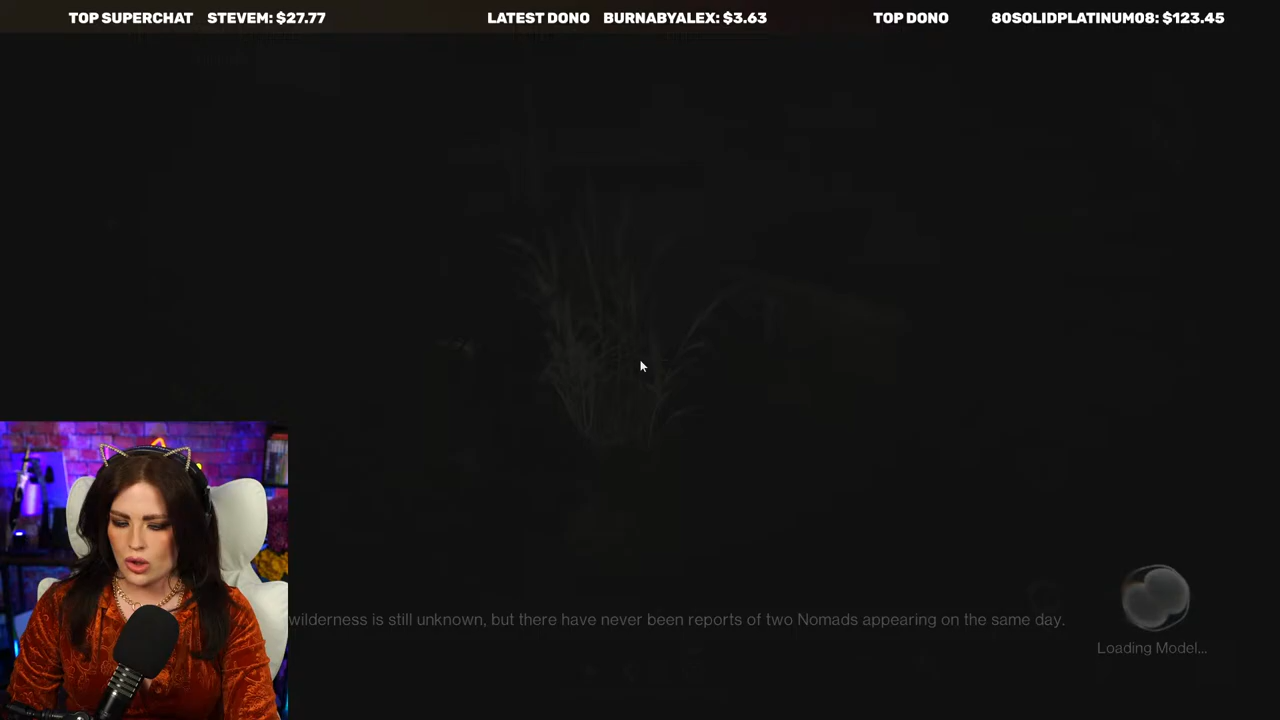 TOP SUPERCHAT STEVEM: $27.77 LATEST DONO BURNABYALEX: $3.63 TOP DONO 80SOLIDPLATINUM08: $123.45
wilderness is still unknown, but there have never been reports of two Nomads appearing on the same day.
Loading Model...